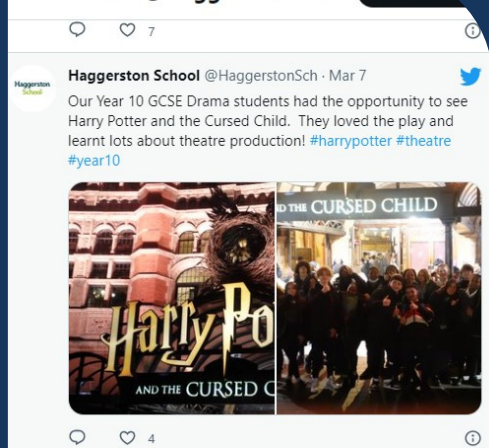 7
Haggerston School @HaggerstonSch · Mar 7
Haggerston
School
Our Year 10 GCSE Drama students had the opportunity to see
Harry Potter and the Cursed Child.  They loved the play and
learnt lots about theatre production! #harrypotter #theatre
#year10
Harry Po
AND THE CURSED C
D THE CURSED CHILD
4